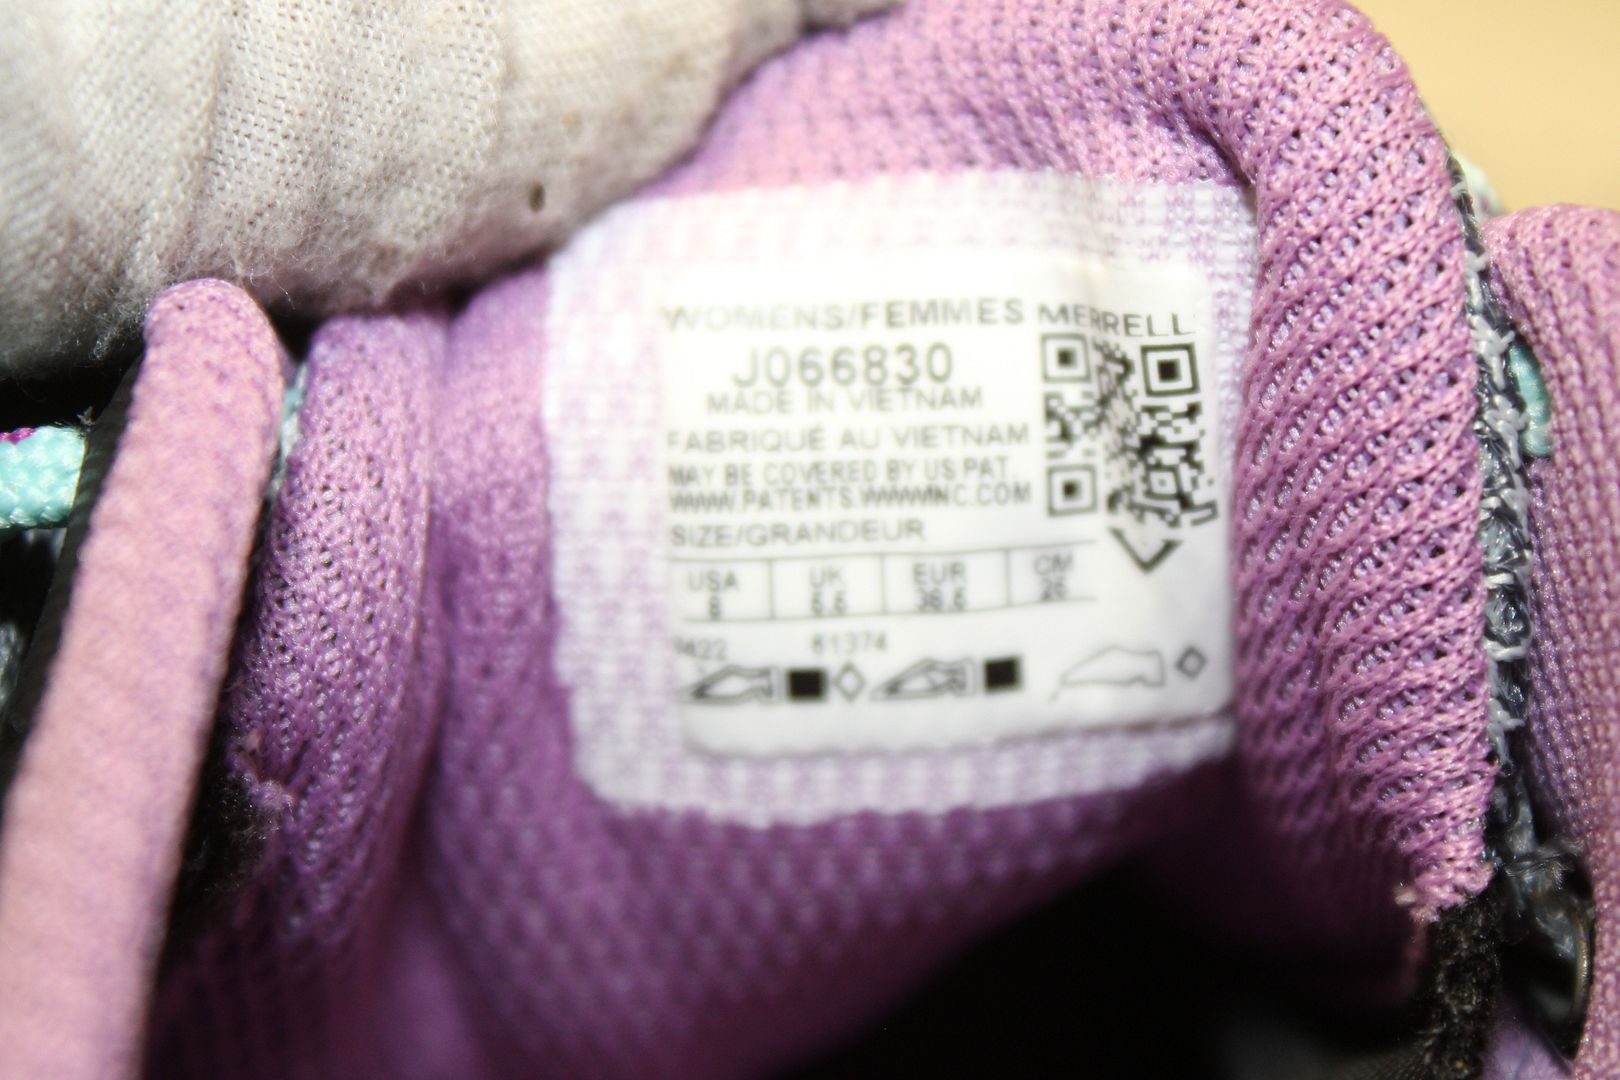 WOMENS/FEMMES MERRELL
J066830
MADE IN VIETNAM
FABRIQUÉ AU VIETNAM
MAY BE COVERED BY US PAT.
WWW.PATENTS.WWWINC.COM
SIZE/GRANDEUR
USA UK EUR CM
8 5.5 38.5 25
61374